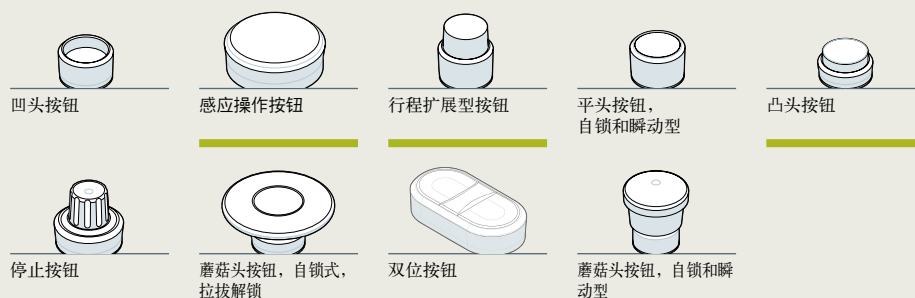 凹头按钮
感应操作按钮
行程扩展型按钮
平头按钮，
自锁和瞬动型
凸头按钮
停止按钮
蘑菇头按钮，自锁式，
拉拔解锁
双位按钮
蘑菇头按钮，自锁和瞬
动型